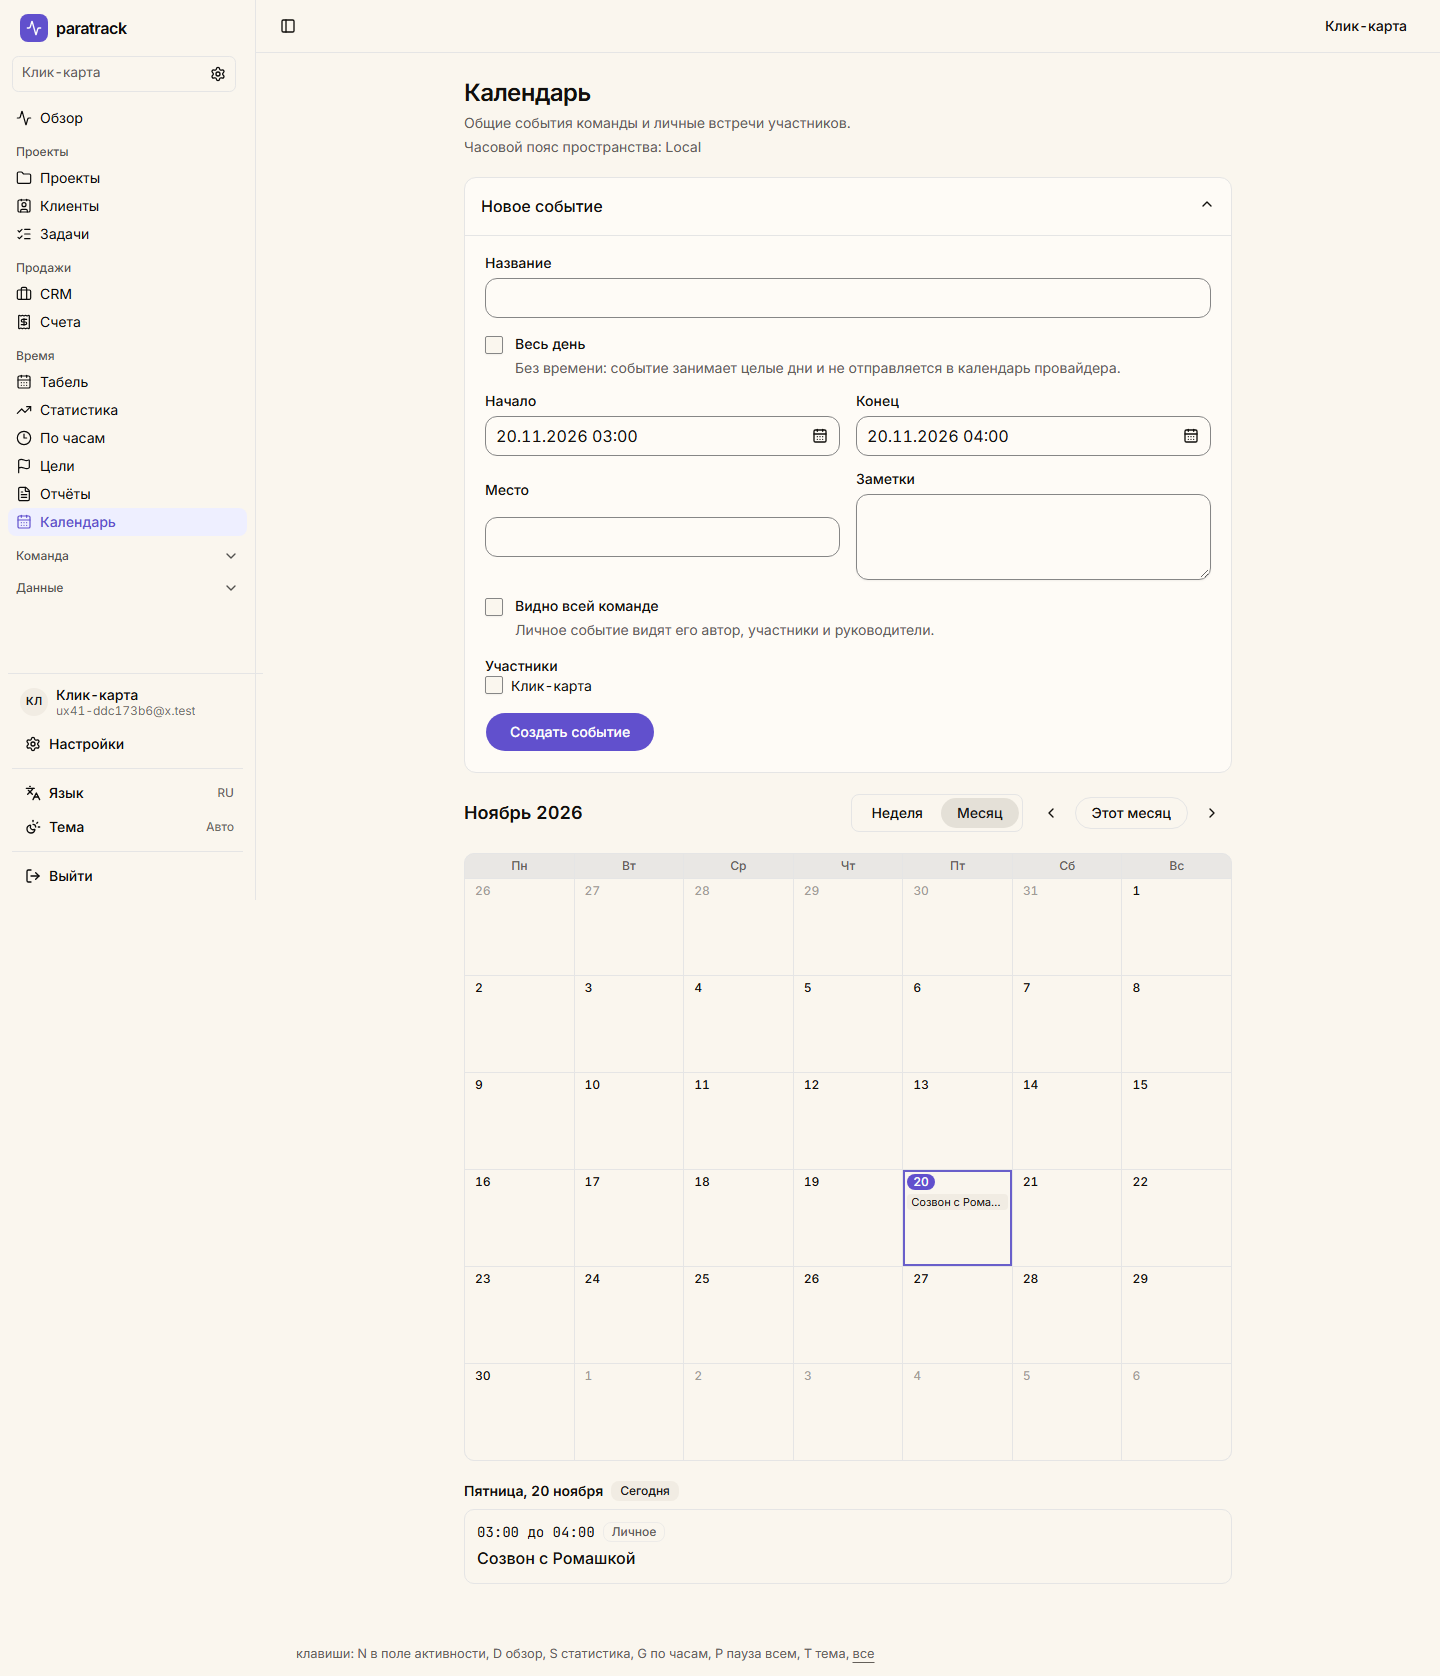 paratrack
Клик-карта
Обзор
Проекты
Проекты
Клиенты
Задачи
Продажи
CRM
Счета
Время
Табель
Статистика
По часам
Цели
Отчёты
Календарь
Команда
Данные
КЛ
Клик-карта
ux41-ddc173b6@x.test
Настройки
Язык RU
Тема Авто
Выйти
Клик-карта
Календарь
Общие события команды и личные встречи участников.
Часовой пояс пространства: Local
Новое событие
Название
Весь день
Без времени: событие занимает целые дни и не отправляется в календарь провайдера.
Начало Конец
20.11.2026 03:00 20.11.2026 04:00
Место Заметки
Видно всей команде
Личное событие видят его автор, участники и руководители.
Участники
Клик-карта
Создать событие
Ноябрь 2026 Неделя Месяц Этот месяц
Пн Вт Ср Чт Пт Сб Вс
26 27 28 29 30 31 1
2 3 4 5 6 7 8
9 10 11 12 13 14 15
16 17 18 19 20 21 22
Созвон с Рома...
23 24 25 26 27 28 29
30 1 2 3 4 5 6
Пятница, 20 ноября Сегодня
03:00 до 04:00 Личное
Созвон с Ромашкой
клавиши: N в поле активности, D обзор, S статистика, G по часам, P пауза всем, T тема, все